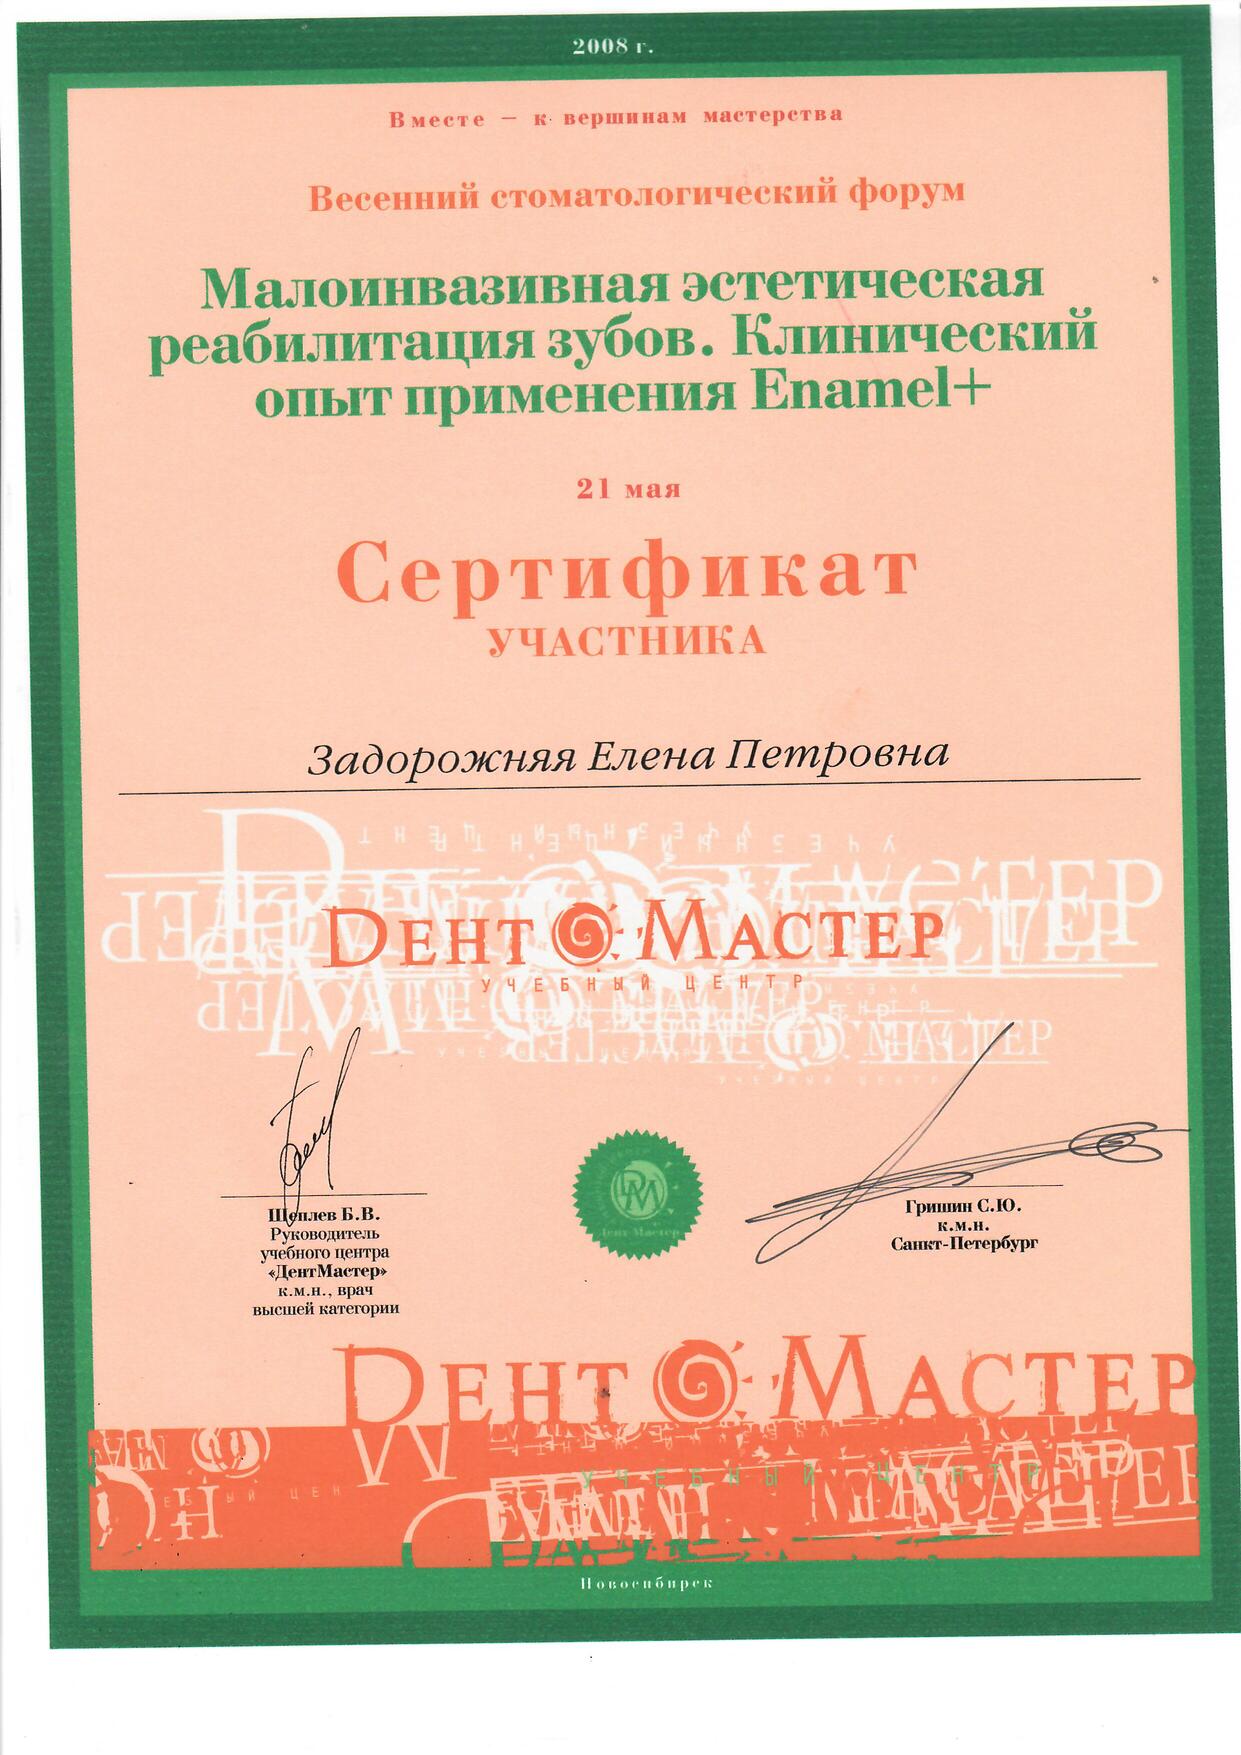 2008 г.
Вместе – к вершинам мастерства
Весенний стоматологический форум
Малоинвазивная эстетическая
реабилитация зубов. Клинический
опыт применения Enamel+
21 мая
Сертификат
УЧАСТНИКА
Задорожняя Елена Петровна
ДЕНТ МАСТЕР
УЧЕБНЫЙ ЦЕНТР
Щеплев Б.В.
Руководитель
учебного центра
«ДентМастер»
к.м.н., врач
высшей категории
Дент Мастер
Гришин С.Ю.
к.м.н.
Санкт-Петербург
ДЕНТ МАСТЕР
УЧЕБНЫЙ ЦЕНТР
Новосибирск